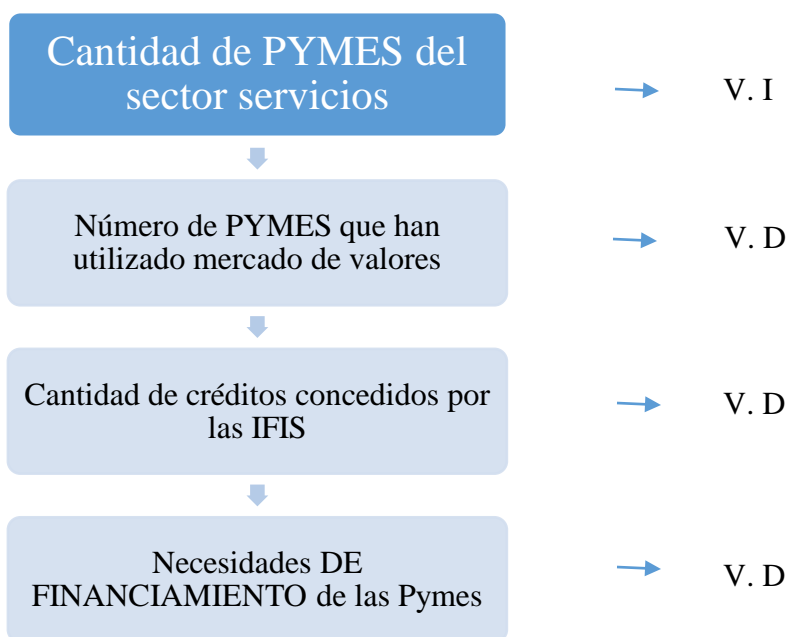 Cantidad de PYMES del
sector servicios
V. I
Número de PYMES que han
utilizado mercado de valores
V. D
Cantidad de créditos concedidos por
las IFIS
V. D
Necesidades DE
FINANCIAMIENTO de las Pymes
V. D